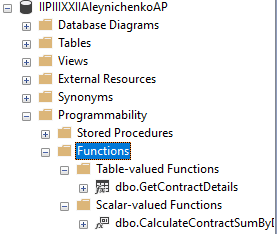 IIPIIIXXIIAleynichenkoAP
Database Diagrams
Tables
Views
External Resources
Synonyms
Programmability
Stored Procedures
Functions
Table-valued Functions
dbo.GetContractDetails
Scalar-valued Functions
dbo.CalculateContractSumBy